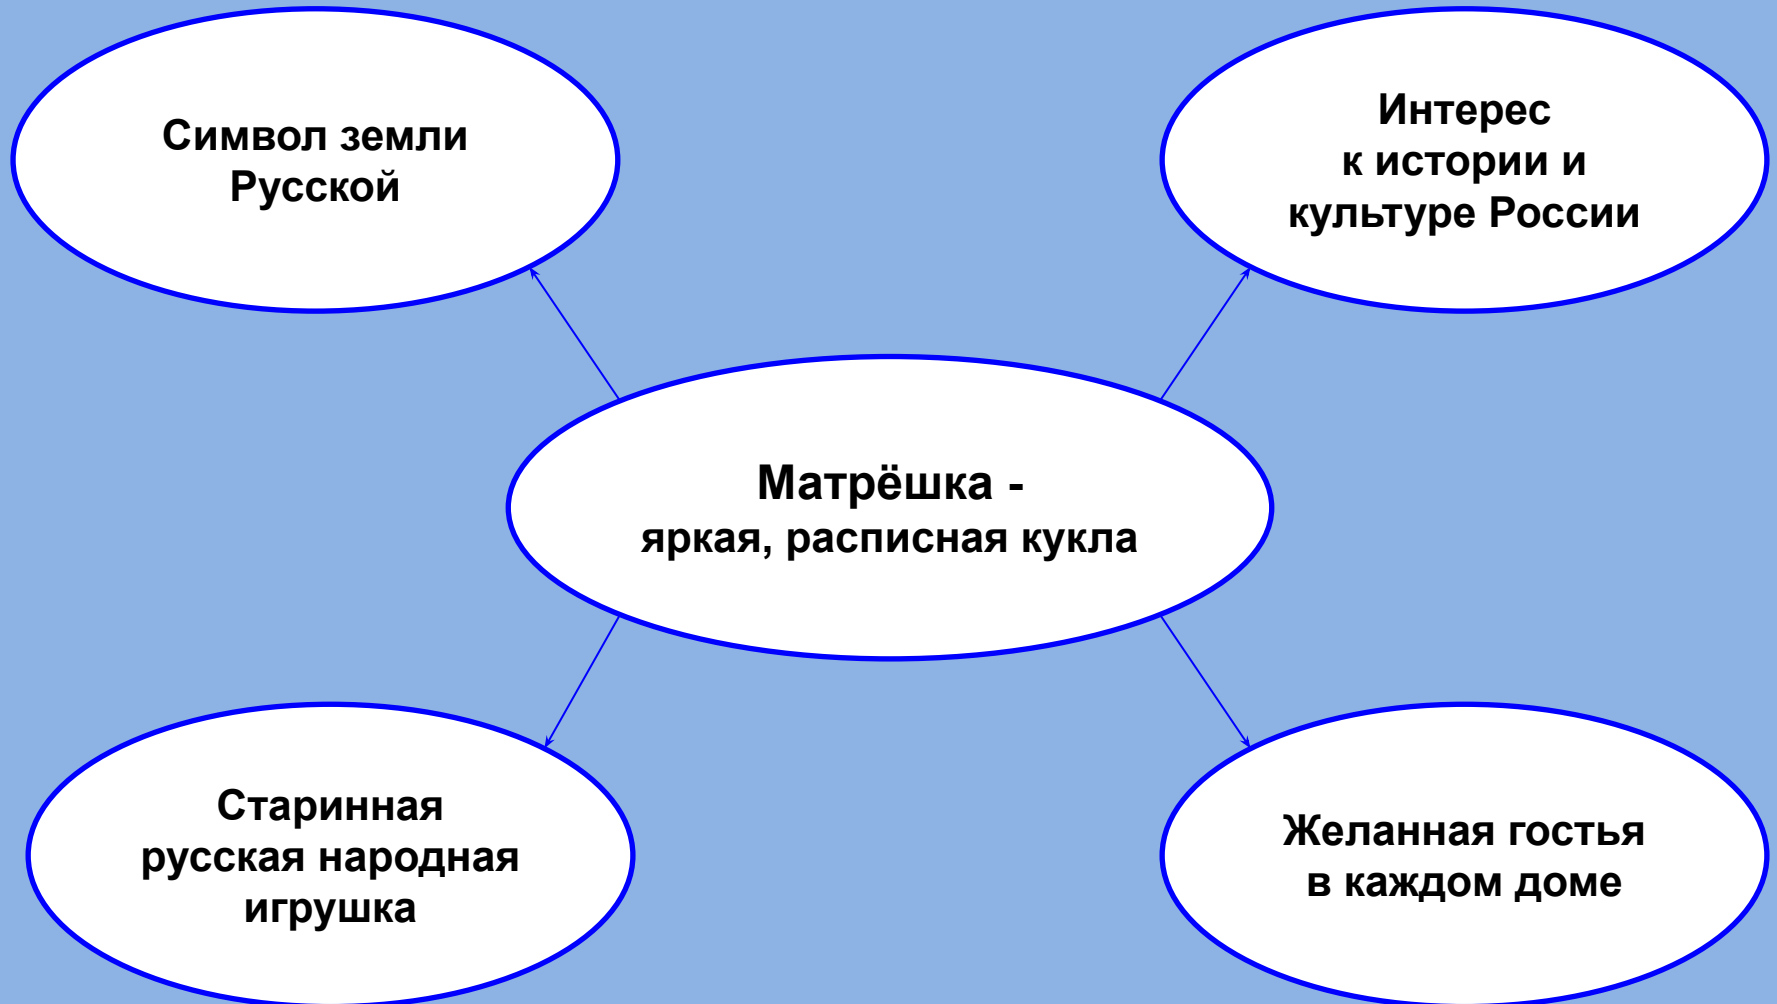 Символ земли
Русской
Интерес
к истории и
культуре России
Матрёшка -
яркая, расписная кукла
Старинная
русская народная
игрушка
Желанная гостья
в каждом доме